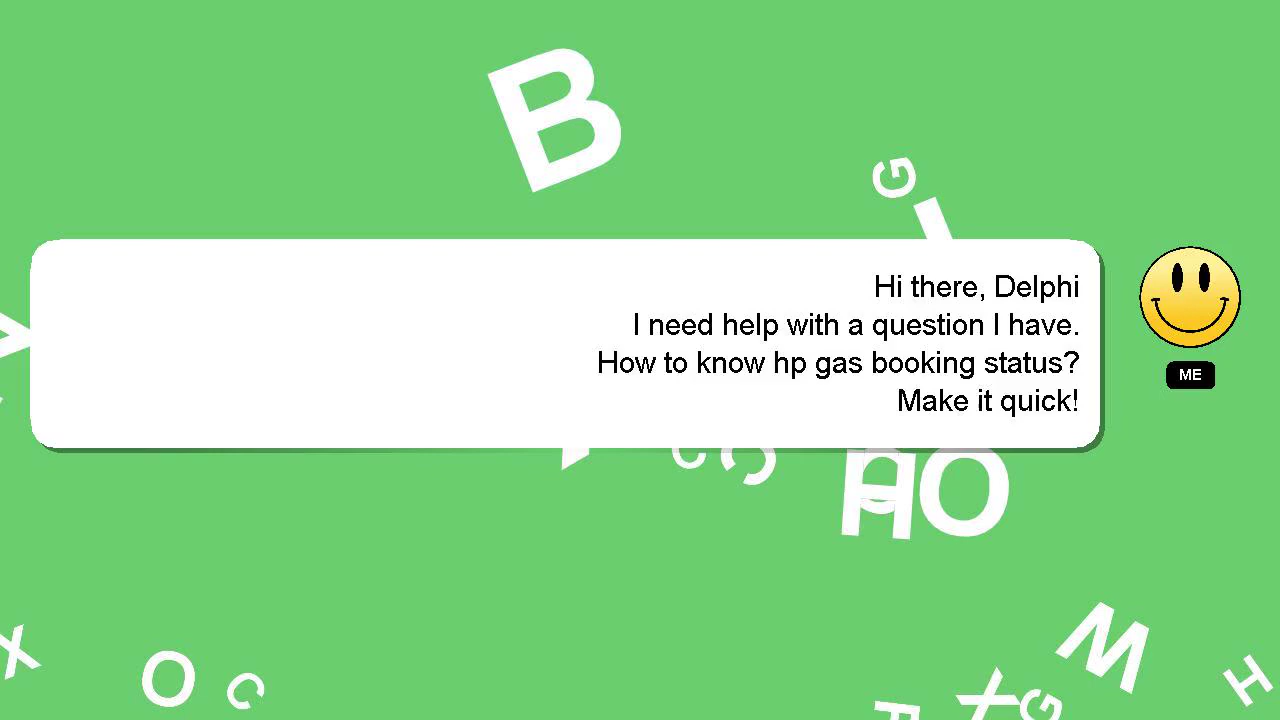 B
G
Hi there, Delphi
I need help with a question I have.
How to know hp gas booking status?
Make it quick!
ME
C
C
H
O
X
O
C
M
H
X
G